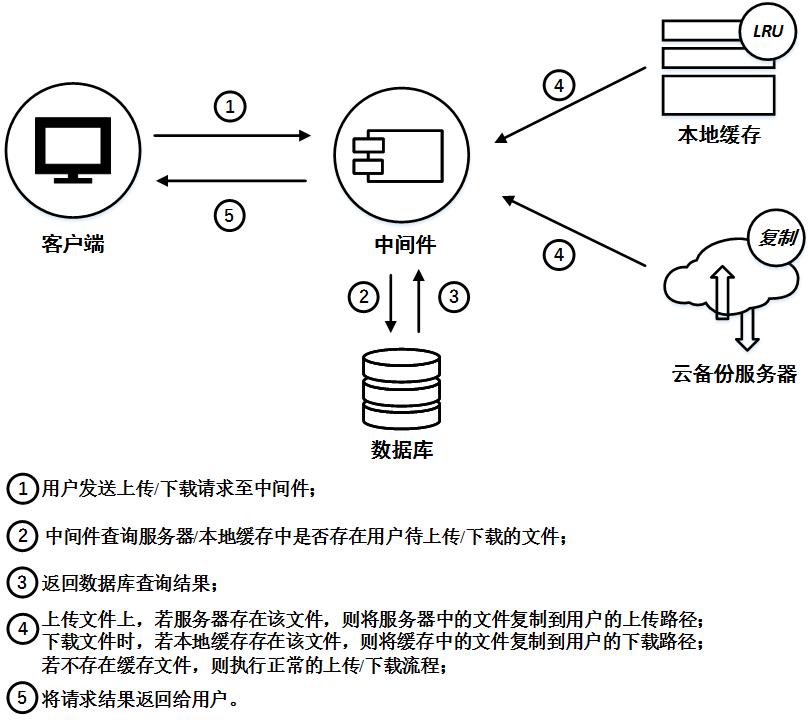 LRU
①
④
本地缓存
⑤
客户端
中间件
复制
④
②
③
云备份服务器
数据库
① 用户发送上传/下载请求至中间件;
② 中间件查询服务器/本地缓存中是否存在用户待上传/下载的文件;
③ 返回数据库查询结果;
④ 上传文件上，若服务器存在该文件，则将服务器中的文件复制到用户的上传路径;
下载文件时，若本地缓存存在该文件，则将缓存中的文件复制到用户的下载路径;
若不存在缓存文件，则执行正常的上传/下载流程;
⑤ 将请求结果返回给用户。